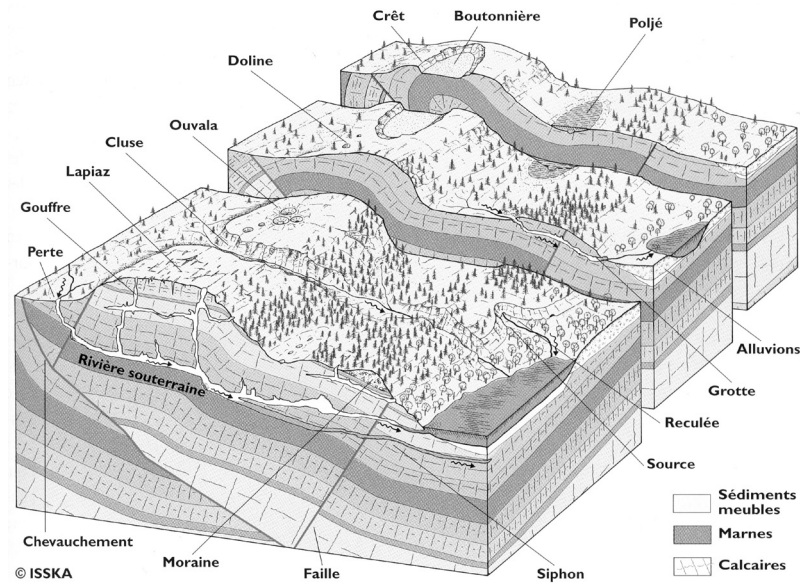 Crêt
Boutonnière
Poljé
Doline
Ouvala
Cluse
Lapiaz
Gouffre
Perte
Rivière souterraine
Alluvions
Grotte
Reculée
Source
Sédiments
meubles
Marnes
Calcaires
Chevauchement
Moraine
Faille
Siphon
© ISSKA